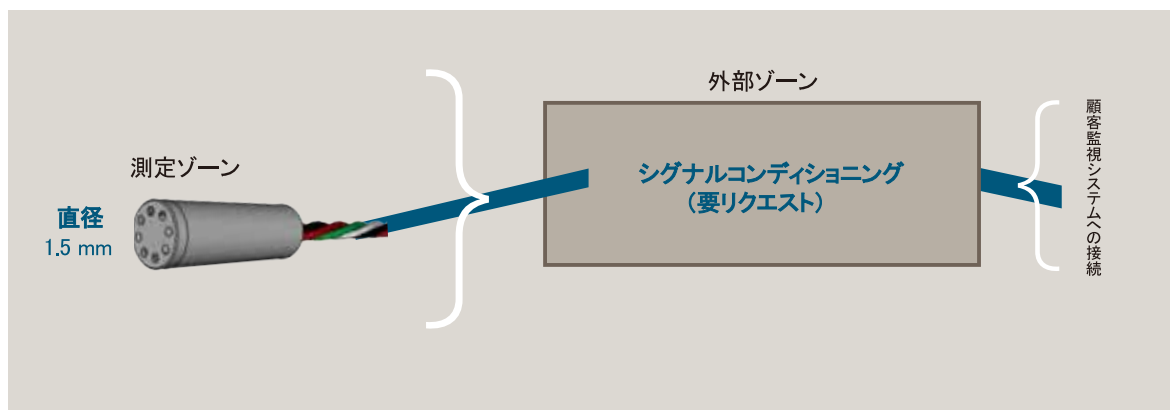 外部ゾーン
測定ゾーン
直径
1.5 mm
シグナルコンディショニング
(要リクエスト)
顧客監視システムへの接続